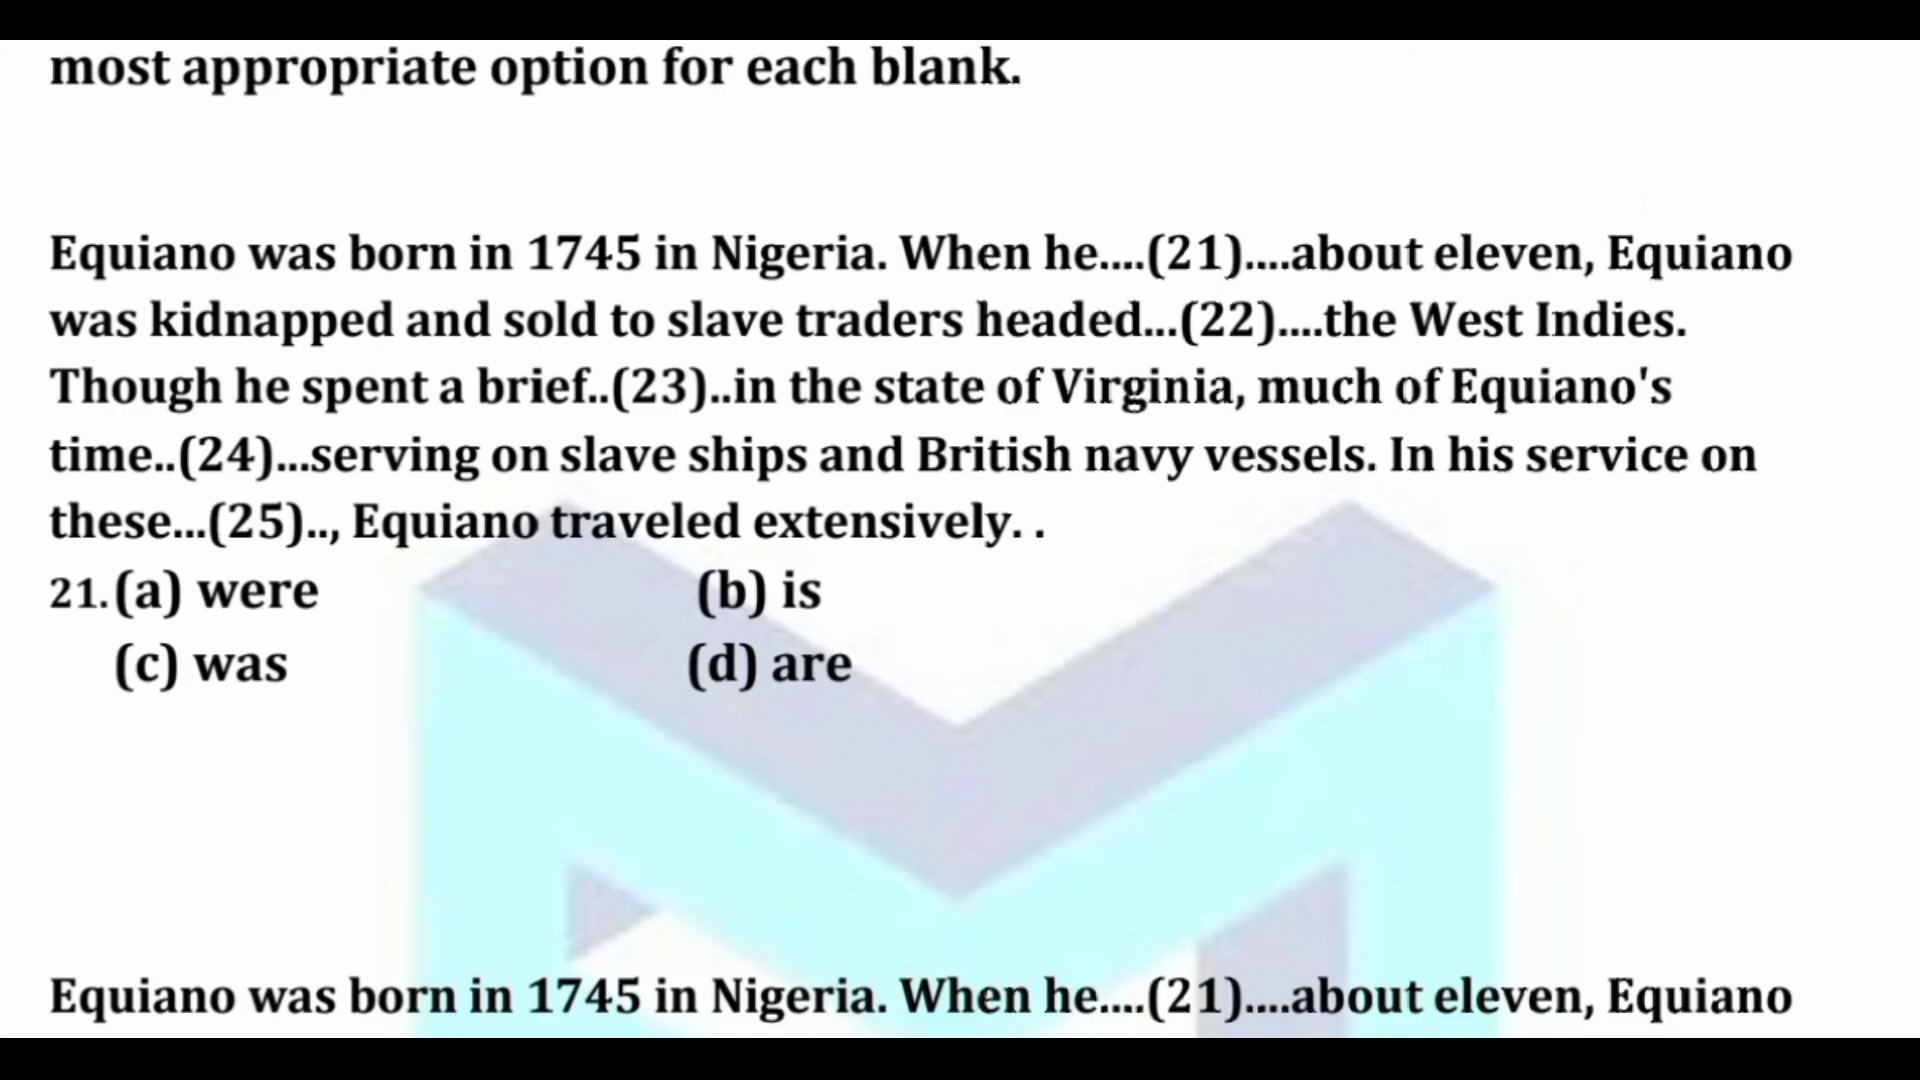 most appropriate option for each blank.
Equiano was born in 1745 in Nigeria. When he....(21)....about eleven, Equiano
was kidnapped and sold to slave traders headed...(22)....the West Indies.
Though he spent a brief..(23)..in the state of Virginia, much of Equiano's
time..(24)...serving on slave ships and British navy vessels. In his service on
these...(25).., Equiano traveled extensively. .
21.(a) were (b) is
(c) was (d) are
Equiano was born in 1745 in Nigeria. When he....(21)....about eleven, Equiano